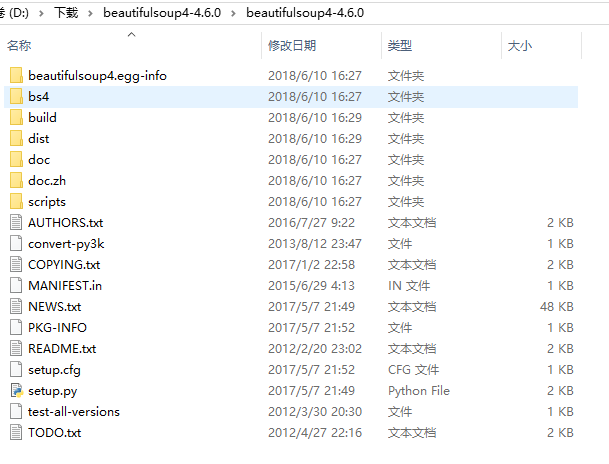 卷 (D:) > 下载 > beautifulsoup4-4.6.0 > beautifulsoup4-4.6.0
名称 修改日期 类型 大小
beautifulsoup4.egg-info 2018/6/10 16:27 文件夹
bs4 2018/6/10 16:27 文件夹
build 2018/6/10 16:29 文件夹
dist 2018/6/10 16:29 文件夹
doc 2018/6/10 16:27 文件夹
doc.zh 2018/6/10 16:27 文件夹
scripts 2018/6/10 16:27 文件夹
AUTHORS.txt 2016/7/27 9:22 文本文档 2 KB
convert-py3k 2013/8/12 23:47 文件 1 KB
COPYING.txt 2017/1/2 22:58 文本文档 2 KB
MANIFEST.in 2015/6/29 4:13 IN 文件 1 KB
NEWS.txt 2017/5/7 21:49 文本文档 48 KB
PKG-INFO 2017/5/7 21:52 文件 2 KB
README.txt 2012/2/20 23:02 文本文档 2 KB
setup.cfg 2017/5/7 21:52 CFG 文件 1 KB
setup.py 2017/5/7 21:49 Python File 2 KB
test-all-versions 2012/3/30 20:30 文件 1 KB
TODO.txt 2012/4/27 22:16 文本文档 2 KB